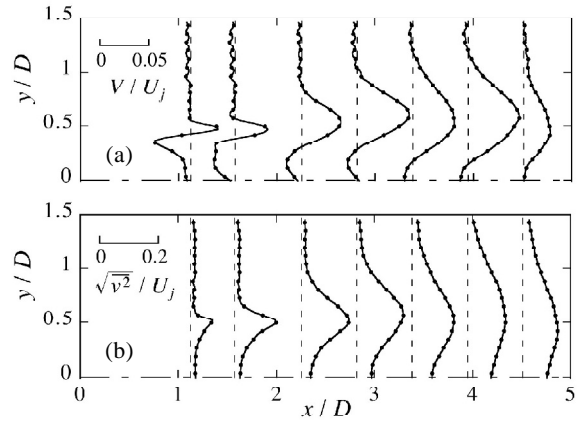 1.5
1
0.5
0
y / D
0 0.05
V / U_j
(a)
1.5
1
0.5
0
y / D
0 0.2
√v² / U_j
(b)
0 1 2 3 4 5
x / D